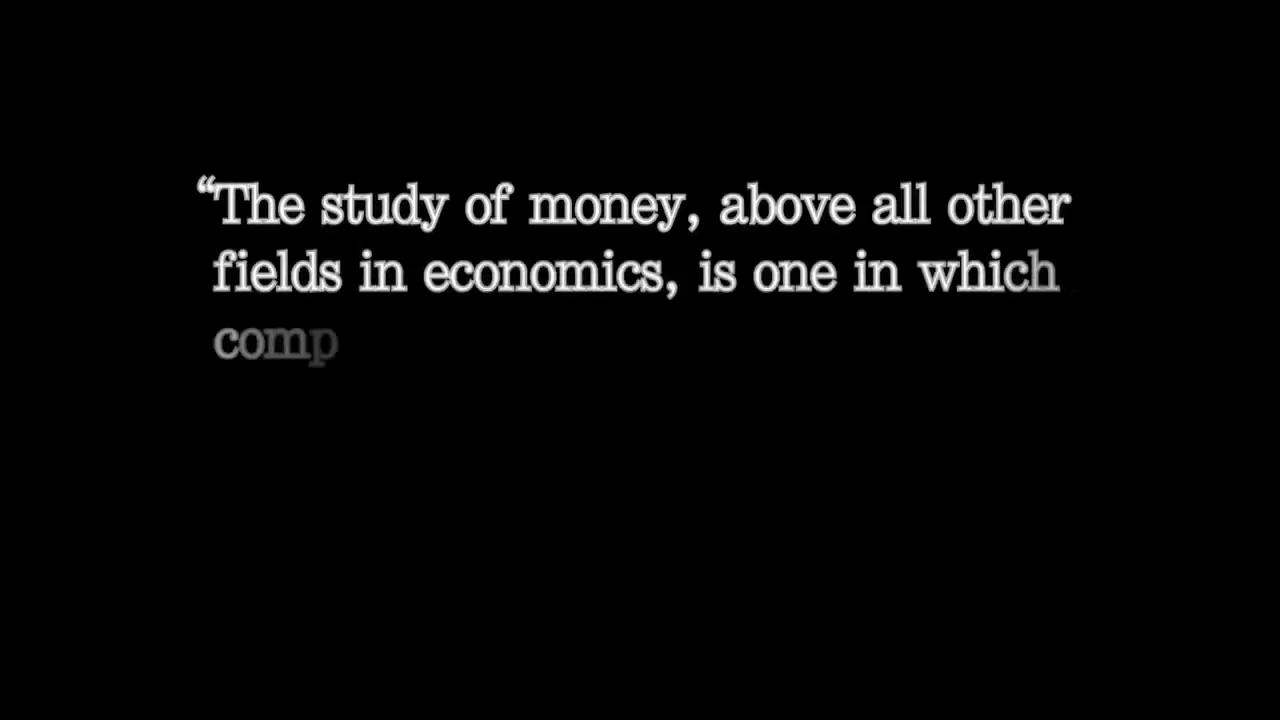 “The study of money, above all other
fields in economics, is one in which
comp